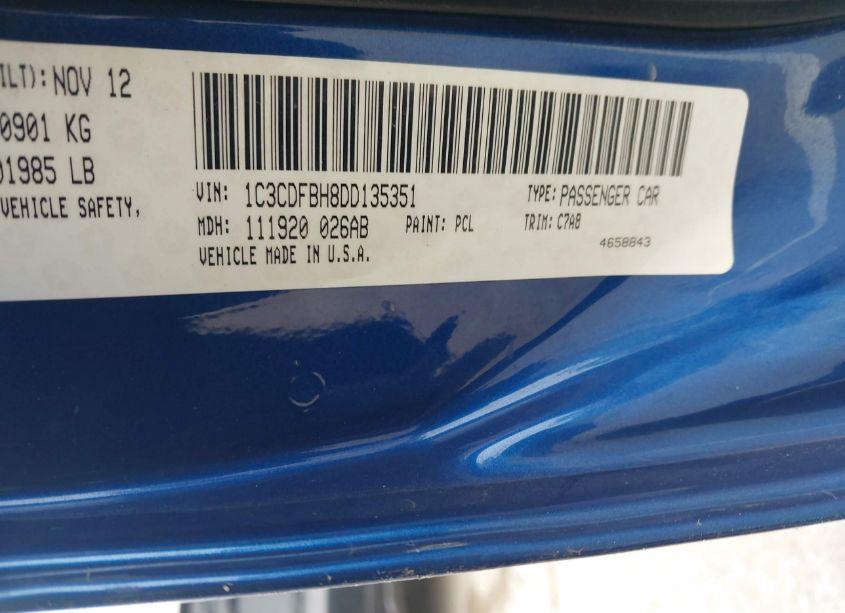 ILT): NOV 12
0901 KG
01985 LB
VEHICLE SAFETY,
VIN: 1C3CDFBH8DD135351 TYPE: PASSENGER CAR
MDH: 111920 026AB PAINT: PCL TRIM: C7A8
VEHICLE MADE IN U.S.A. 4658843